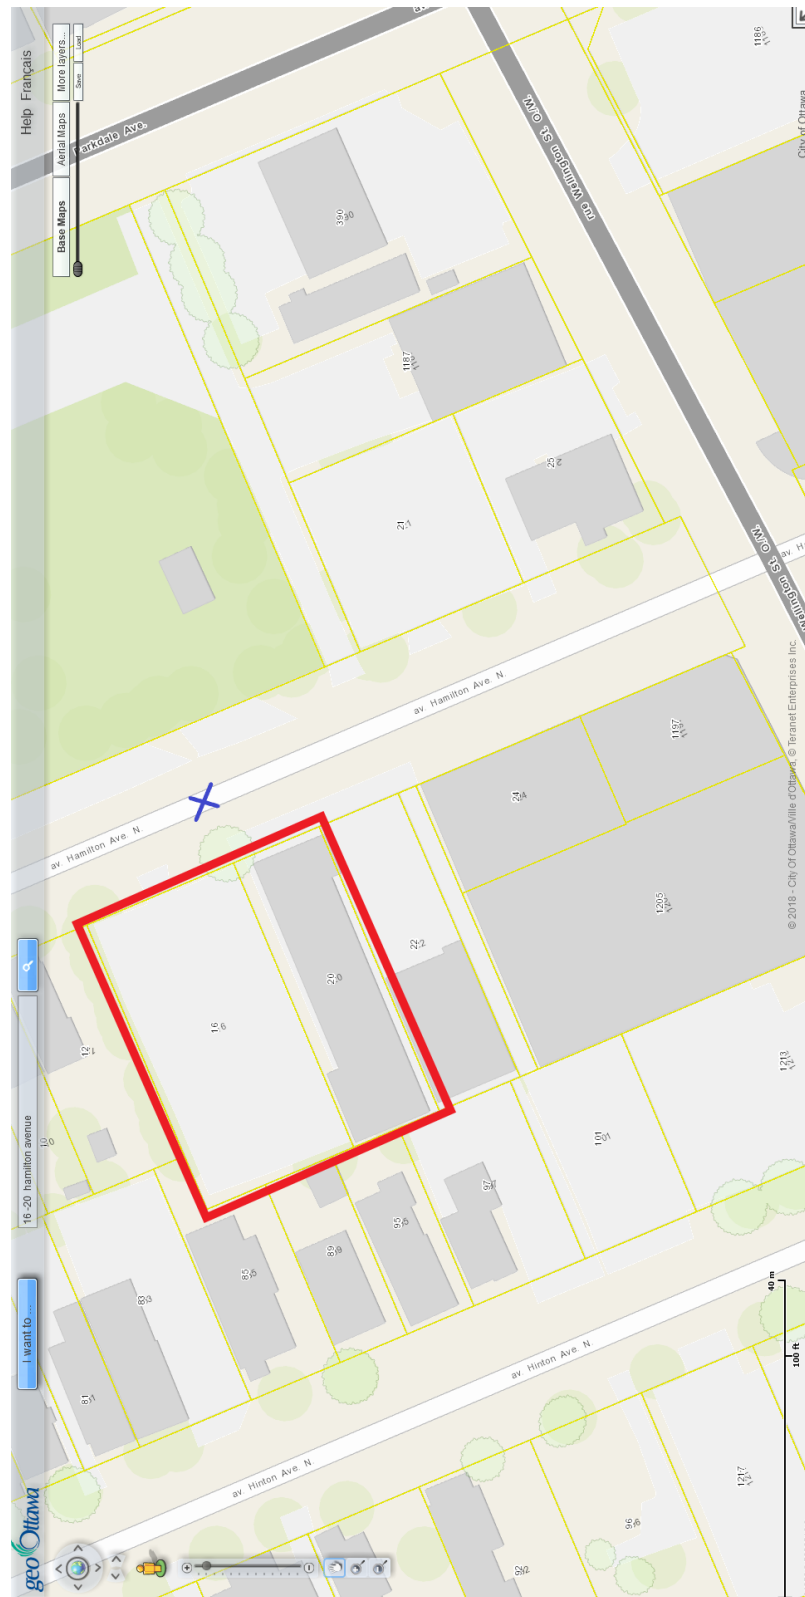 geoOttawa
I want to ...
16-20 hamilton avenue
Help Français
Base Maps
Aerial Maps
More layers...
Save
Load
Parkdale Ave.
rue Wellington St. O./W.
Wellington St. O./W.
av. Hamilton Ave. N.
av. Hamilton Ave. N.
av. Hinton Ave. N.
av. Hinton Ave. N
1186
390
1187
21
25
24
1197
1205
22
20
16
12
10
81
83
85
89
95
97
101
1213
92
96
1217
40 m
100 ft
© 2018 - City Of Ottawa/Ville d'Ottawa, © Teranet Enterprises Inc.
City of Ottawa